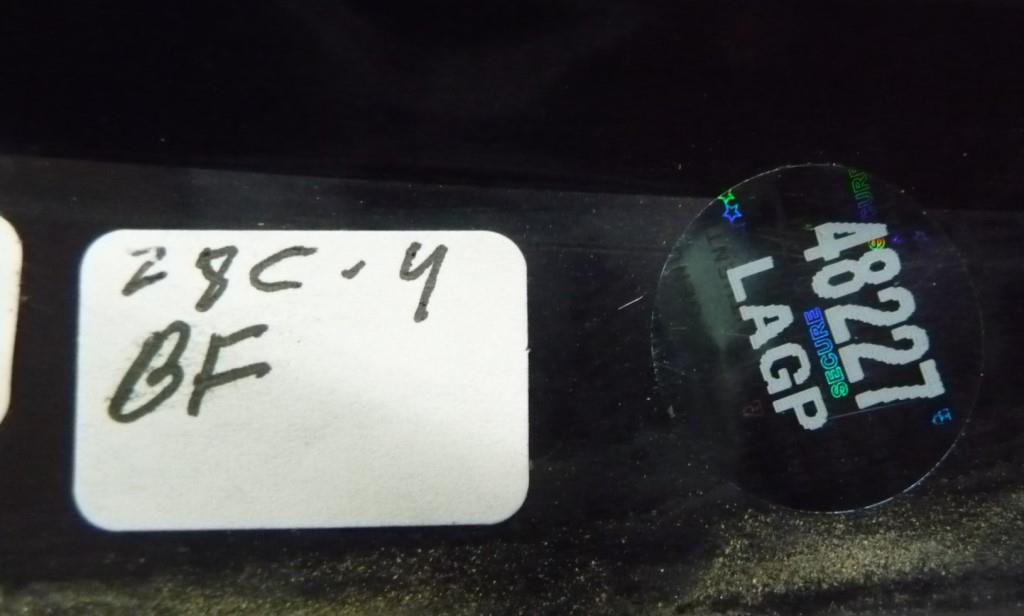 28C.4
BF
48227
LAGP
SECURE